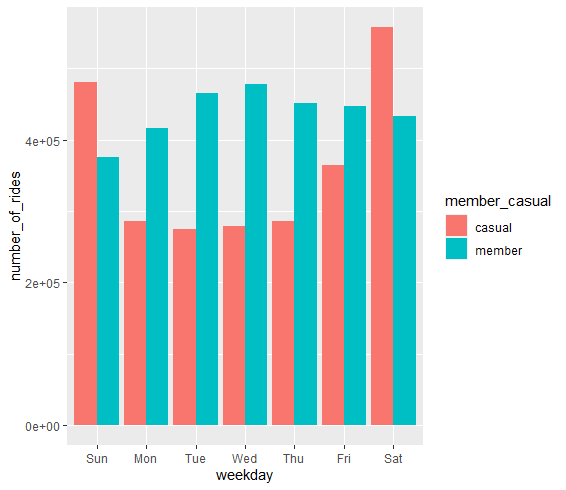 number_of_rides
4e+05
2e+05
0e+00
Sun Mon Tue Wed Thu Fri Sat
weekday
member_casual
casual
member